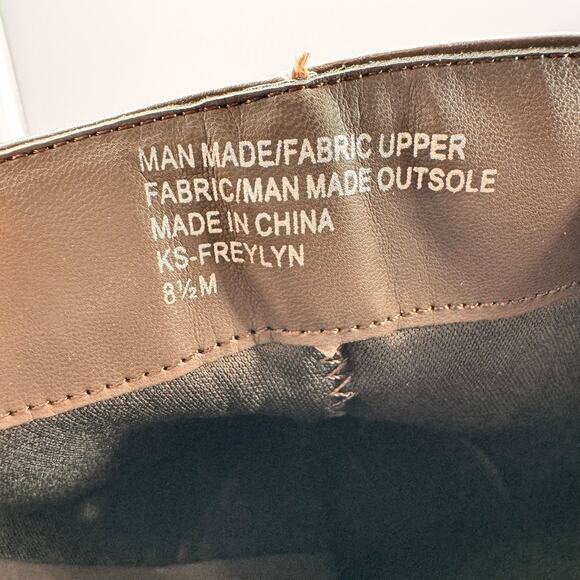 MAN MADE/FABRIC UPPER
FABRIC/MAN MADE OUTSOLE
MADE IN CHINA
KS-FREYLYN
8½M